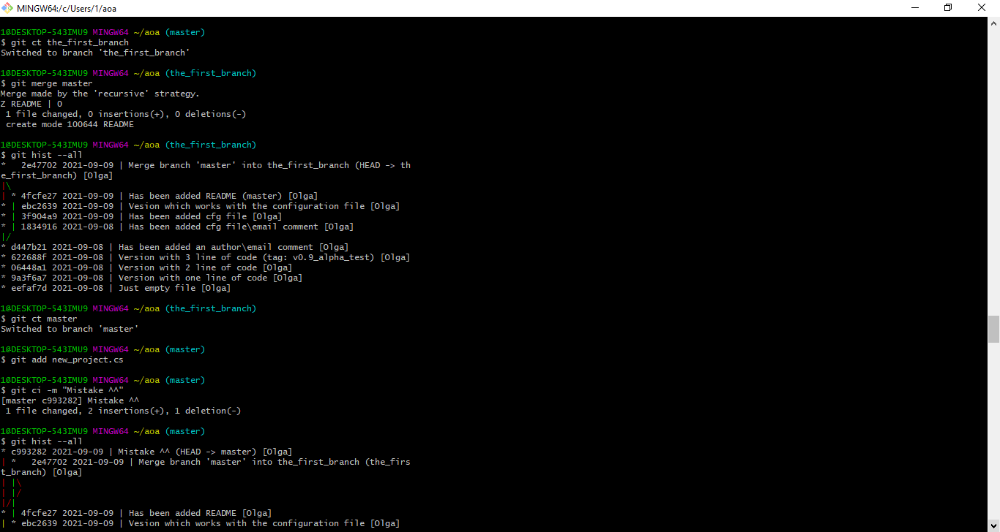 MINGW64:/c/Users/1/aoa
1@DESKTOP-543IMU9 MINGW64 ~/aoa (master)
$ git ct the_first_branch
Switched to branch 'the_first_branch'
1@DESKTOP-543IMU9 MINGW64 ~/aoa (the_first_branch)
$ git merge master
Merge made by the 'recursive' strategy.
Z README | 0
 1 file changed, 0 insertions(+), 0 deletions(-)
 create mode 100644 README
1@DESKTOP-543IMU9 MINGW64 ~/aoa (the_first_branch)
$ git hist --all
*   2e47702 2021-09-09 | Merge branch 'master' into the_first_branch (HEAD -> th
e_first_branch) [Olga]
|\
| * 4fcfe27 2021-09-09 | Has been added README (master) [Olga]
* | ebc2639 2021-09-09 | Vesion which works with the configuration file [Olga]
* | 3f904a9 2021-09-09 | Has been added cfg file [Olga]
* | 1834916 2021-09-08 | Has been added cfg file\email comment [Olga]
|/
* d447b21 2021-09-08 | Has been added an author\email comment [Olga]
* 622688f 2021-09-08 | Version with 3 line of code (tag: v0.9_alpha_test) [Olga]
* 06448a1 2021-09-08 | Version with 2 line of code [Olga]
* 9a3f6a7 2021-09-08 | Version with one line of code [Olga]
* eefaf7d 2021-09-08 | Just empty file [Olga]
1@DESKTOP-543IMU9 MINGW64 ~/aoa (the_first_branch)
$ git ct master
Switched to branch 'master'
1@DESKTOP-543IMU9 MINGW64 ~/aoa (master)
$ git add new_project.cs
1@DESKTOP-543IMU9 MINGW64 ~/aoa (master)
$ git ci -m "Mistake ^^"
[master c993282] Mistake ^^
 1 file changed, 2 insertions(+), 1 deletion(-)
1@DESKTOP-543IMU9 MINGW64 ~/aoa (master)
$ git hist --all
* c993282 2021-09-09 | Mistake ^^ (HEAD -> master) [Olga]
| *   2e47702 2021-09-09 | Merge branch 'master' into the_first_branch (the_firs
t_branch) [Olga]
| |\
| |/
|/|
* | 4fcfe27 2021-09-09 | Has been added README [Olga]
| * ebc2639 2021-09-09 | Vesion which works with the configuration file [Olga]